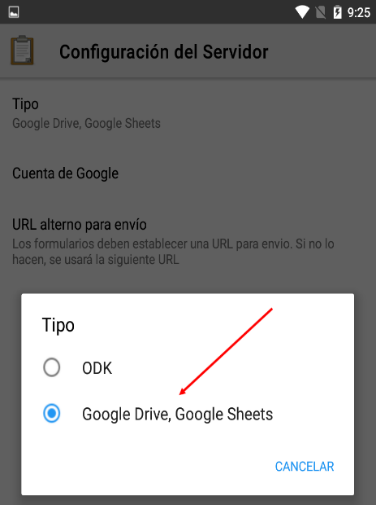 9:25
Configuración del Servidor
Tipo
Google Drive, Google Sheets
Cuenta de Google
URL alterno para envío
Los formularios deben establecer una URL para envio. Si no lo
hacen, se usará la siguiente URL
Tipo
ODK
Google Drive, Google Sheets
CANCELAR